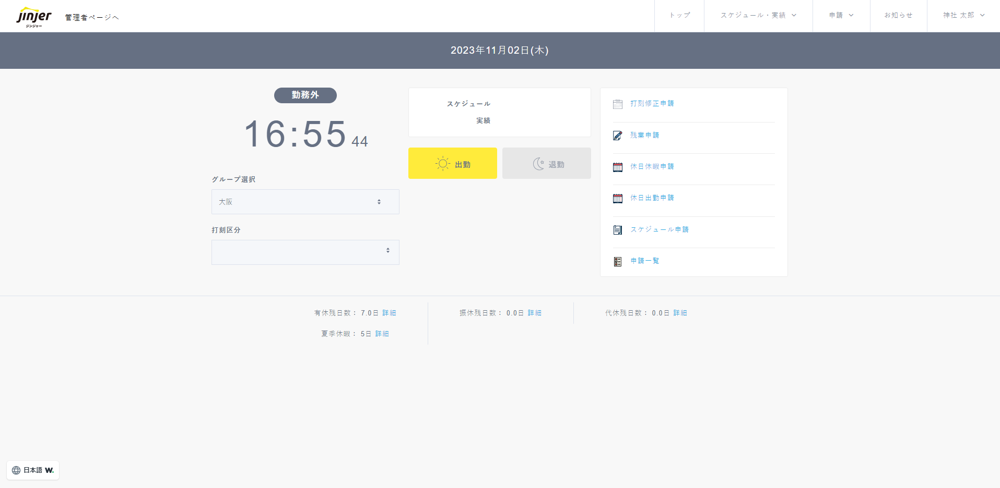 jinjer
ジンジャー
管理者ページへ
トップ
スケジュール・実績
申請
お知らせ
神社 太郎
2023年11月02日(木)
勤務外
16:55 44
グループ選択
大阪
打刻区分
スケジュール
実績
出勤
退勤
打刻修正申請
残業申請
休日休暇申請
休日出勤申請
スケジュール申請
申請一覧
有休残日数： 7.0日 詳細
振休残日数： 0.0日 詳細
代休残日数： 0.0日 詳細
夏季休暇： 5日 詳細
日本語 W.